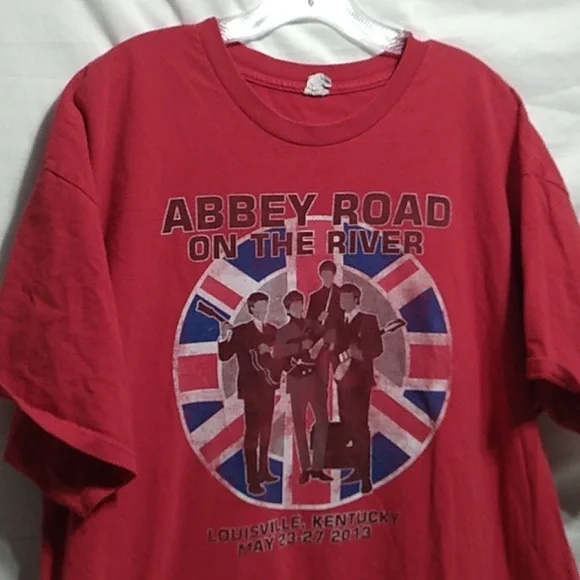 ABBEY ROAD
ON THE RIVER
LOUISVILLE, KENTUCKY
MAY 23-27 2013